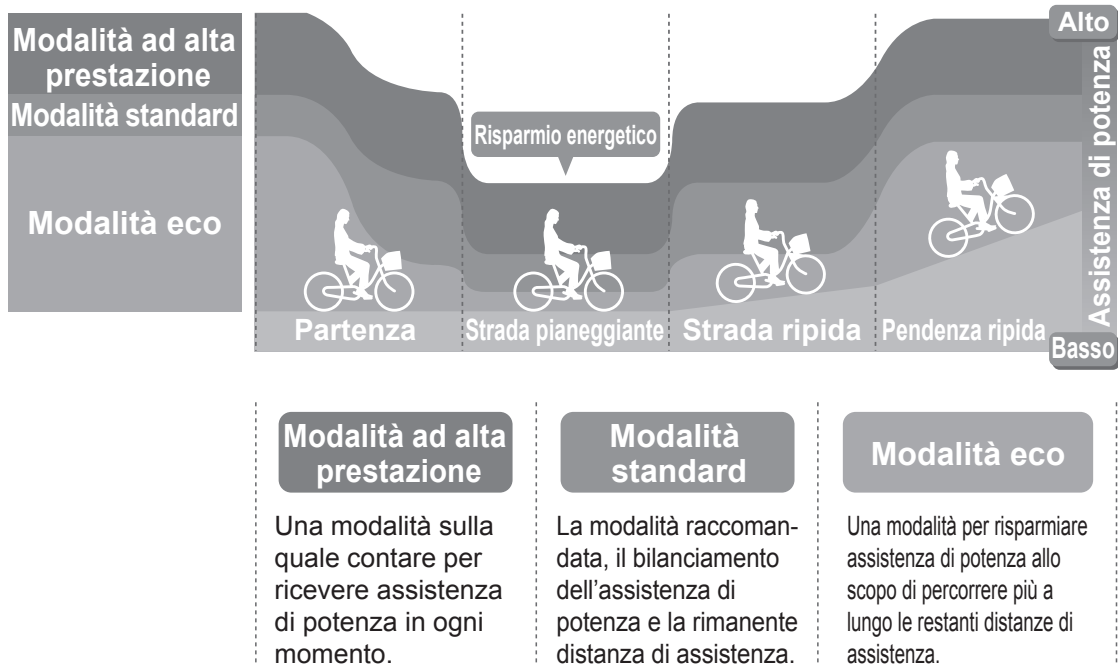 Modalità ad alta
prestazione
Modalità standard
Modalità eco
Risparmio energetico
Partenza
Strada pianeggiante
Strada ripida
Pendenza ripida
Alto
Assistenza di potenza
Basso
Modalità ad alta
prestazione
Una modalità sulla
quale contare per
ricevere assistenza
di potenza in ogni
momento.
Modalità
standard
La modalità raccoman-
data, il bilanciamento
dell’assistenza di
potenza e la rimanente
distanza di assistenza.
Modalità eco
Una modalità per risparmiare
assistenza di potenza allo
scopo di percorrere più a
lungo le restanti distanze di
assistenza.